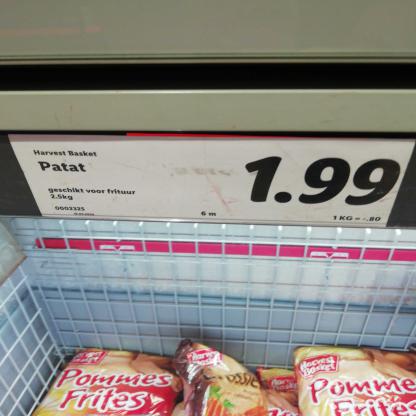 Harvest Basket
Patat
1.99
geschikt voor frituur
2.5kg
0002325
6 m
1 KG = -.80
Harvest
Basket
Pommes
Frites
Harvest
Basket
Harvest
Basket
Pommes
Frites